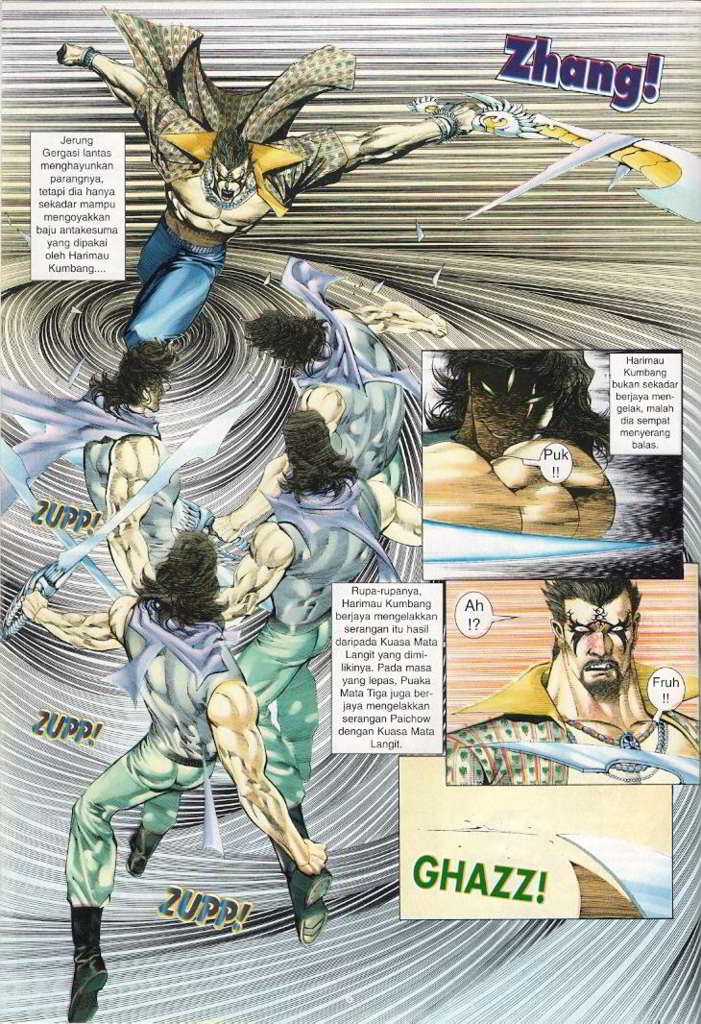 Zhang!
Jerung
Gergasi lantas
menghayunkan
parangnya,
tetapi dia hanya
sekadar mampu
mengoyakkan
baju antakesuma
yang dipakai
oleh Harimau
Kumbang....
Harimau
Kumbang
bukan sekadar
berjaya men-
gelak, malah
dia sempat
menyerang
balas.
Puk
!!
ZUPP!
Rupa-rupanya,
Harimau Kumbang
berjaya mengelakkan
serangan itu hasil
daripada Kuasa Mata
Langit yang dimi-
likinya. Pada masa
yang lepas, Puaka
Mata Tiga juga ber-
jaya mengelakkan
serangan Paichow
dengan Kuasa Mata
Langit.
Ah
!?
Fruh
!!
ZUPP!
GHAZZ!
ZUPP!